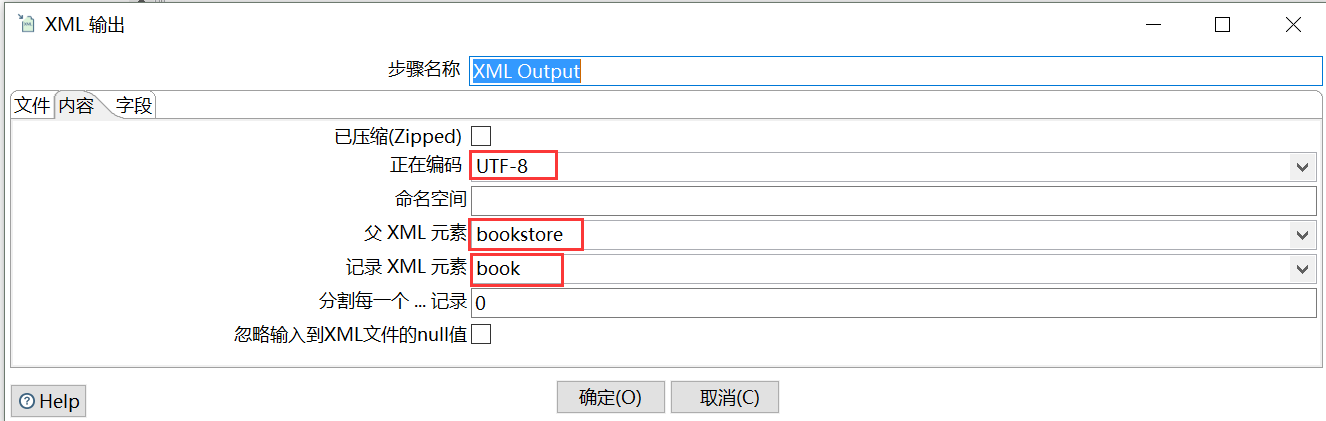 XML 输出
步骤名称 XML Output
文件 内容 字段
已压缩(Zipped)
正在编码 UTF-8
命名空间
父 XML 元素 bookstore
记录 XML 元素 book
分割每一个 ... 记录 0
忽略输入到XML文件的null值
Help 确定(O) 取消(C)